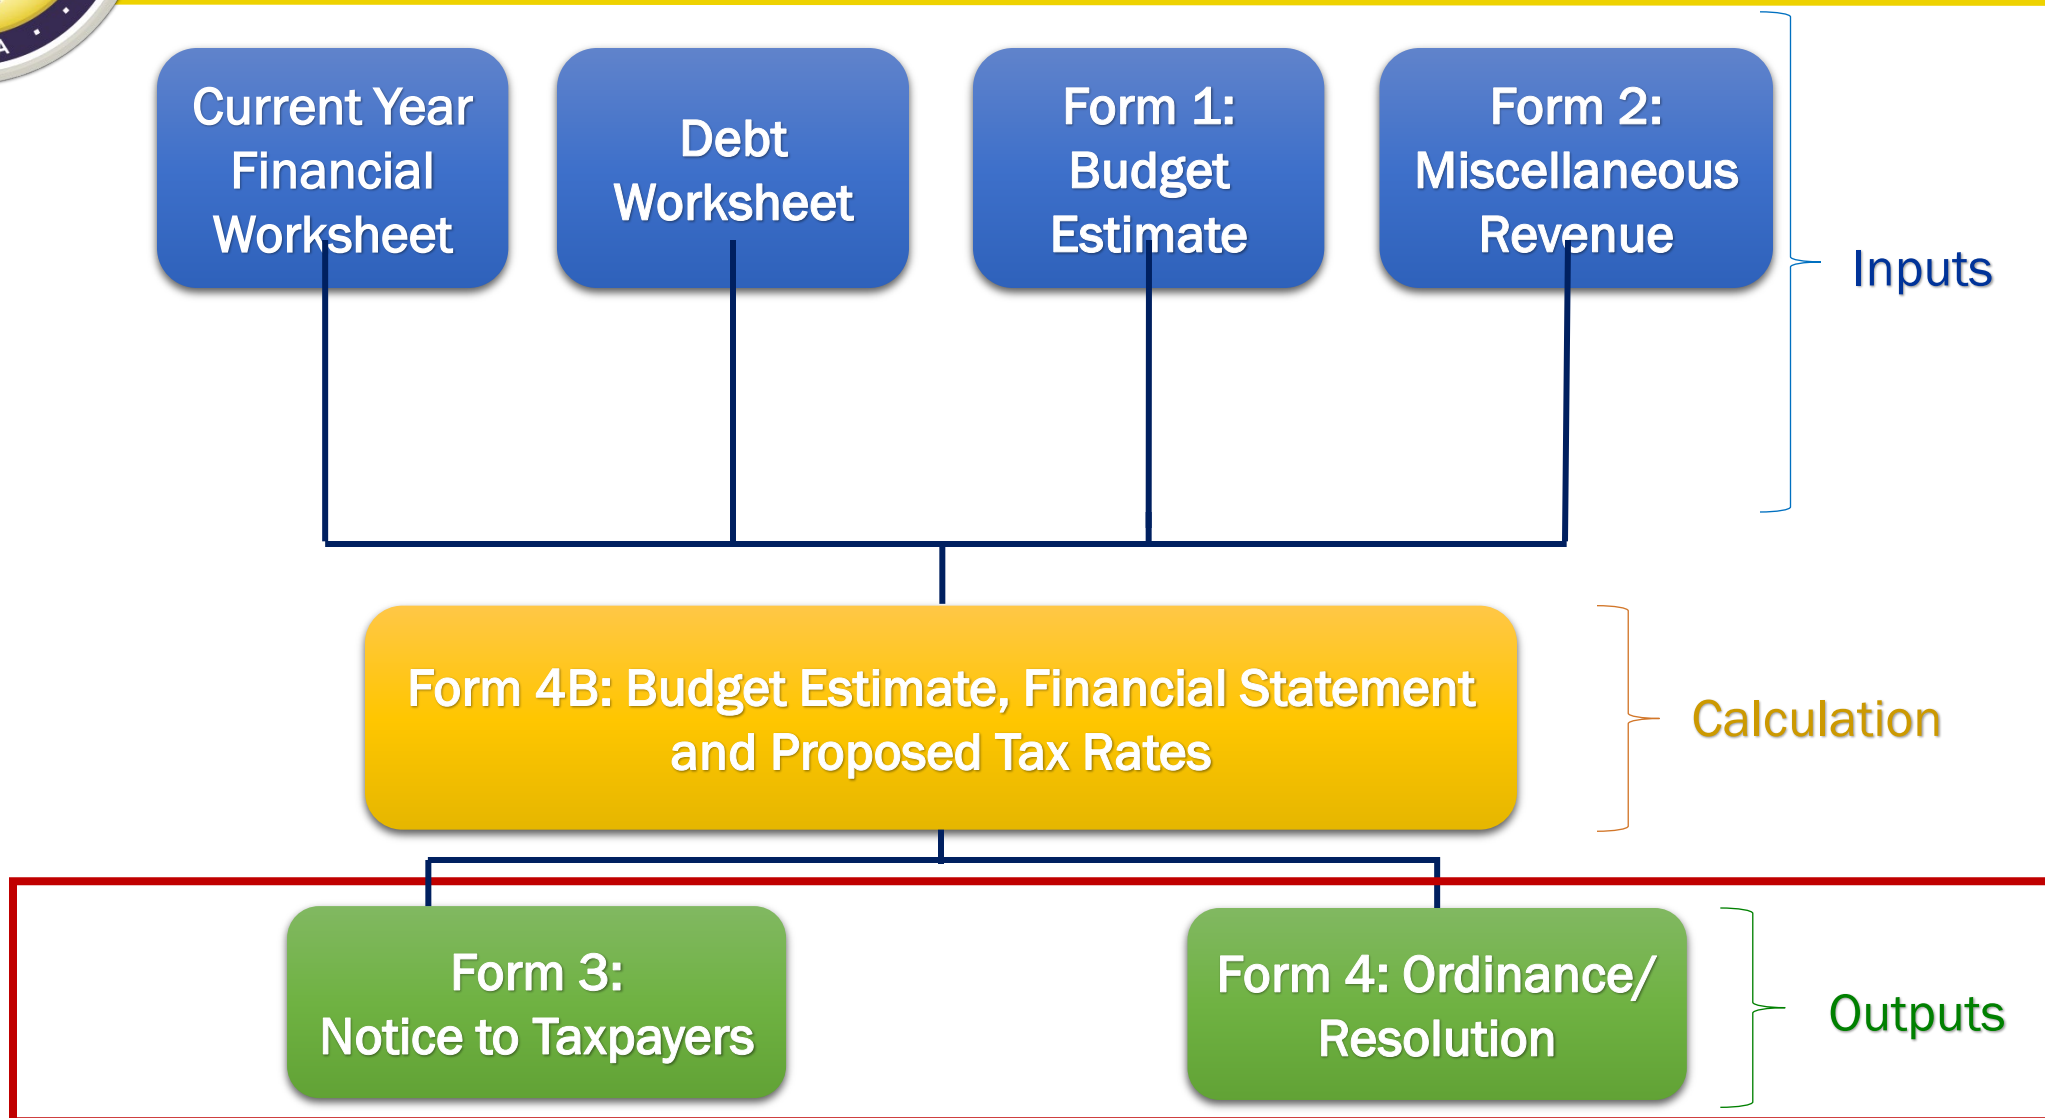 Current Year
Financial
Worksheet
Debt
Worksheet
Form 1:
Budget
Estimate
Form 2:
Miscellaneous
Revenue
Inputs
Form 4B: Budget Estimate, Financial Statement
and Proposed Tax Rates
Calculation
Form 3:
Notice to Taxpayers
Form 4: Ordinance/
Resolution
Outputs